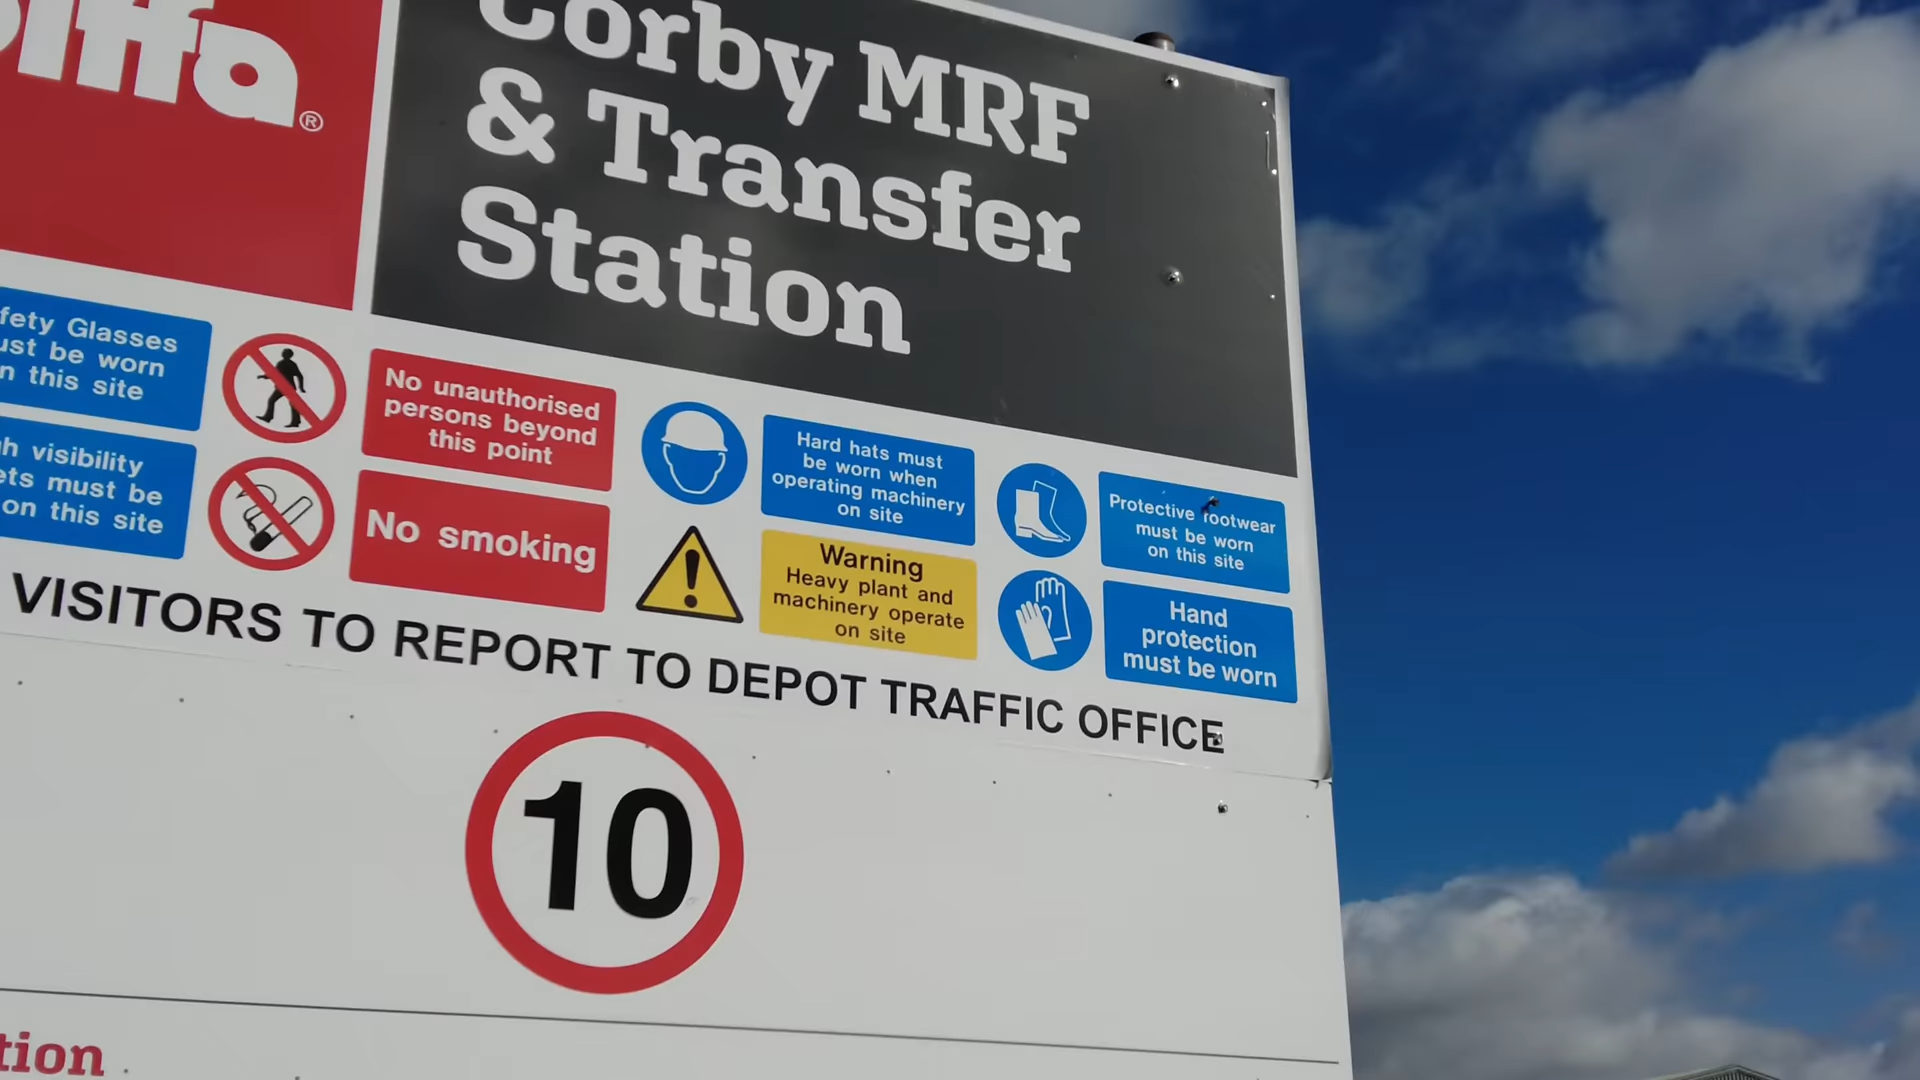 iffa®
Corby MRF
& Transfer
Station
fety Glasses
ust be worn
n this site
No unauthorised
persons beyond
this point
Hard hats must
be worn when
operating machinery
on site
Protective footwear
must be worn
on this site
h visibility
ets must be
on this site
No smoking
Warning
Heavy plant and
machinery operate
on site
Hand
protection
must be worn
VISITORS TO REPORT TO DEPOT TRAFFIC OFFICE
10
tion